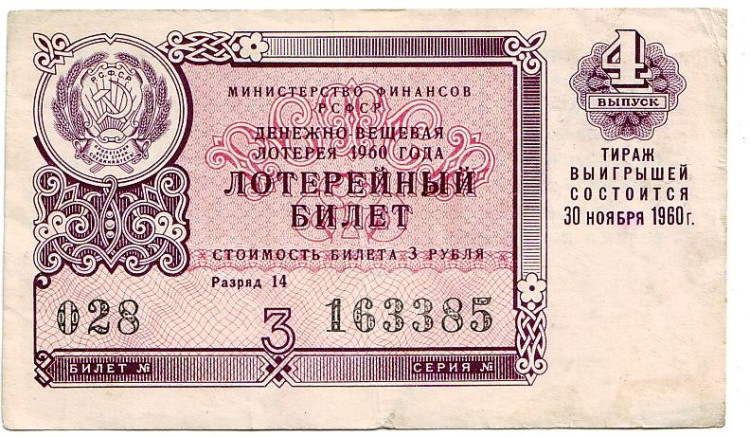 РСФСР
МИНИСТЕРСТВО ФИНАНСОВ
РСФСР
ДЕНЕЖНО-ВЕЩЕВАЯ
ЛОТЕРЕЯ 1960 ГОДА
ЛОТЕРЕЙНЫЙ
БИЛЕТ
СТОИМОСТЬ БИЛЕТА 3 РУБЛЯ
Разряд 14
028
3
163385
БИЛЕТ №
СЕРИЯ №
4
ВЫПУСК
ТИРАЖ
ВЫИГРЫШЕЙ
СОСТОИТСЯ
30 НОЯБРЯ 1960 г.